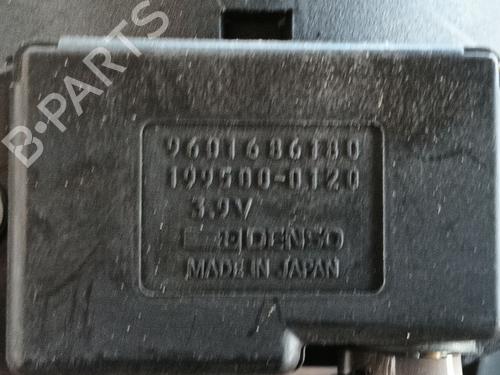 B-PARTS
9601686180
199500-0120
3.9V
DENSO
MADE IN JAPAN